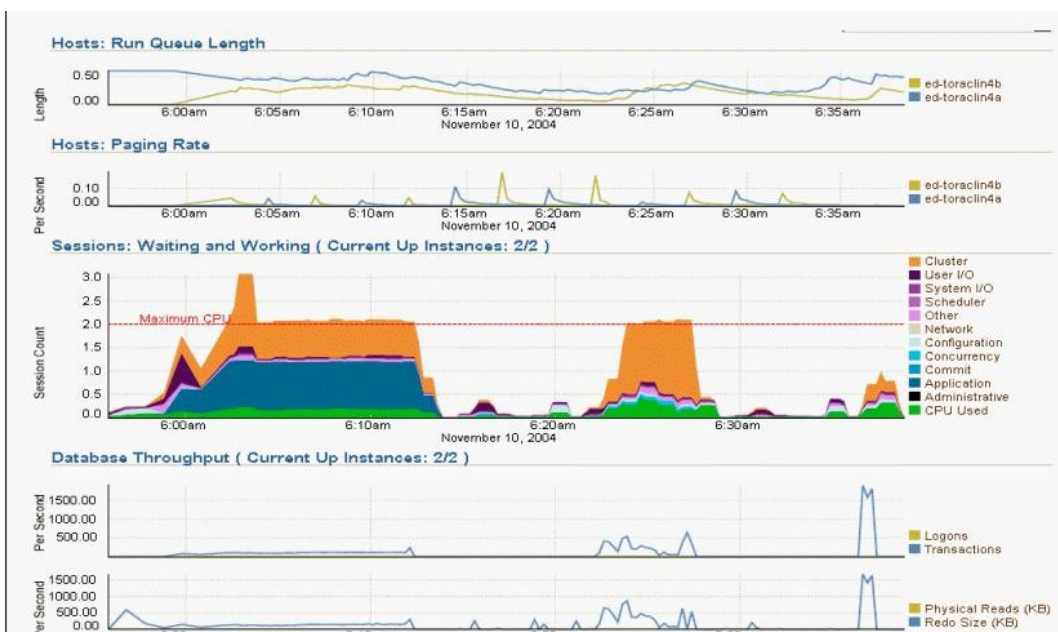 Hosts: Run Queue Length
Length
0.50
0.00
6:00am 6:05am 6:10am 6:15am 6:20am 6:25am 6:30am 6:35am
November 10, 2004
ed-toraclin4b
ed-toraclin4a
Hosts: Paging Rate
Per Second
0.10
0.00
6:00am 6:05am 6:10am 6:15am 6:20am 6:25am 6:30am 6:35am
ed-toraclin4b
ed-toraclin4a
Sessions: Waiting and Working ( Current Up Instances: 2/2 )
Session Count
3.0
2.5
2.0
1.5
1.0
0.5
0.0
Maximum CPU
6:00am 6:10am 6:20am 6:30am
November 10, 2004
Cluster
User I/O
System I/O
Scheduler
Other
Network
Configuration
Concurrency
Commit
Application
Administrative
CPU Used
Database Throughput ( Current Up Instances: 2/2 )
Per Second
1500.00
1000.00
500.00
Logons
Transactions
Per Second
1500.00
1000.00
500.00
0.00
Physical Reads (KB)
Redo Size (KB)